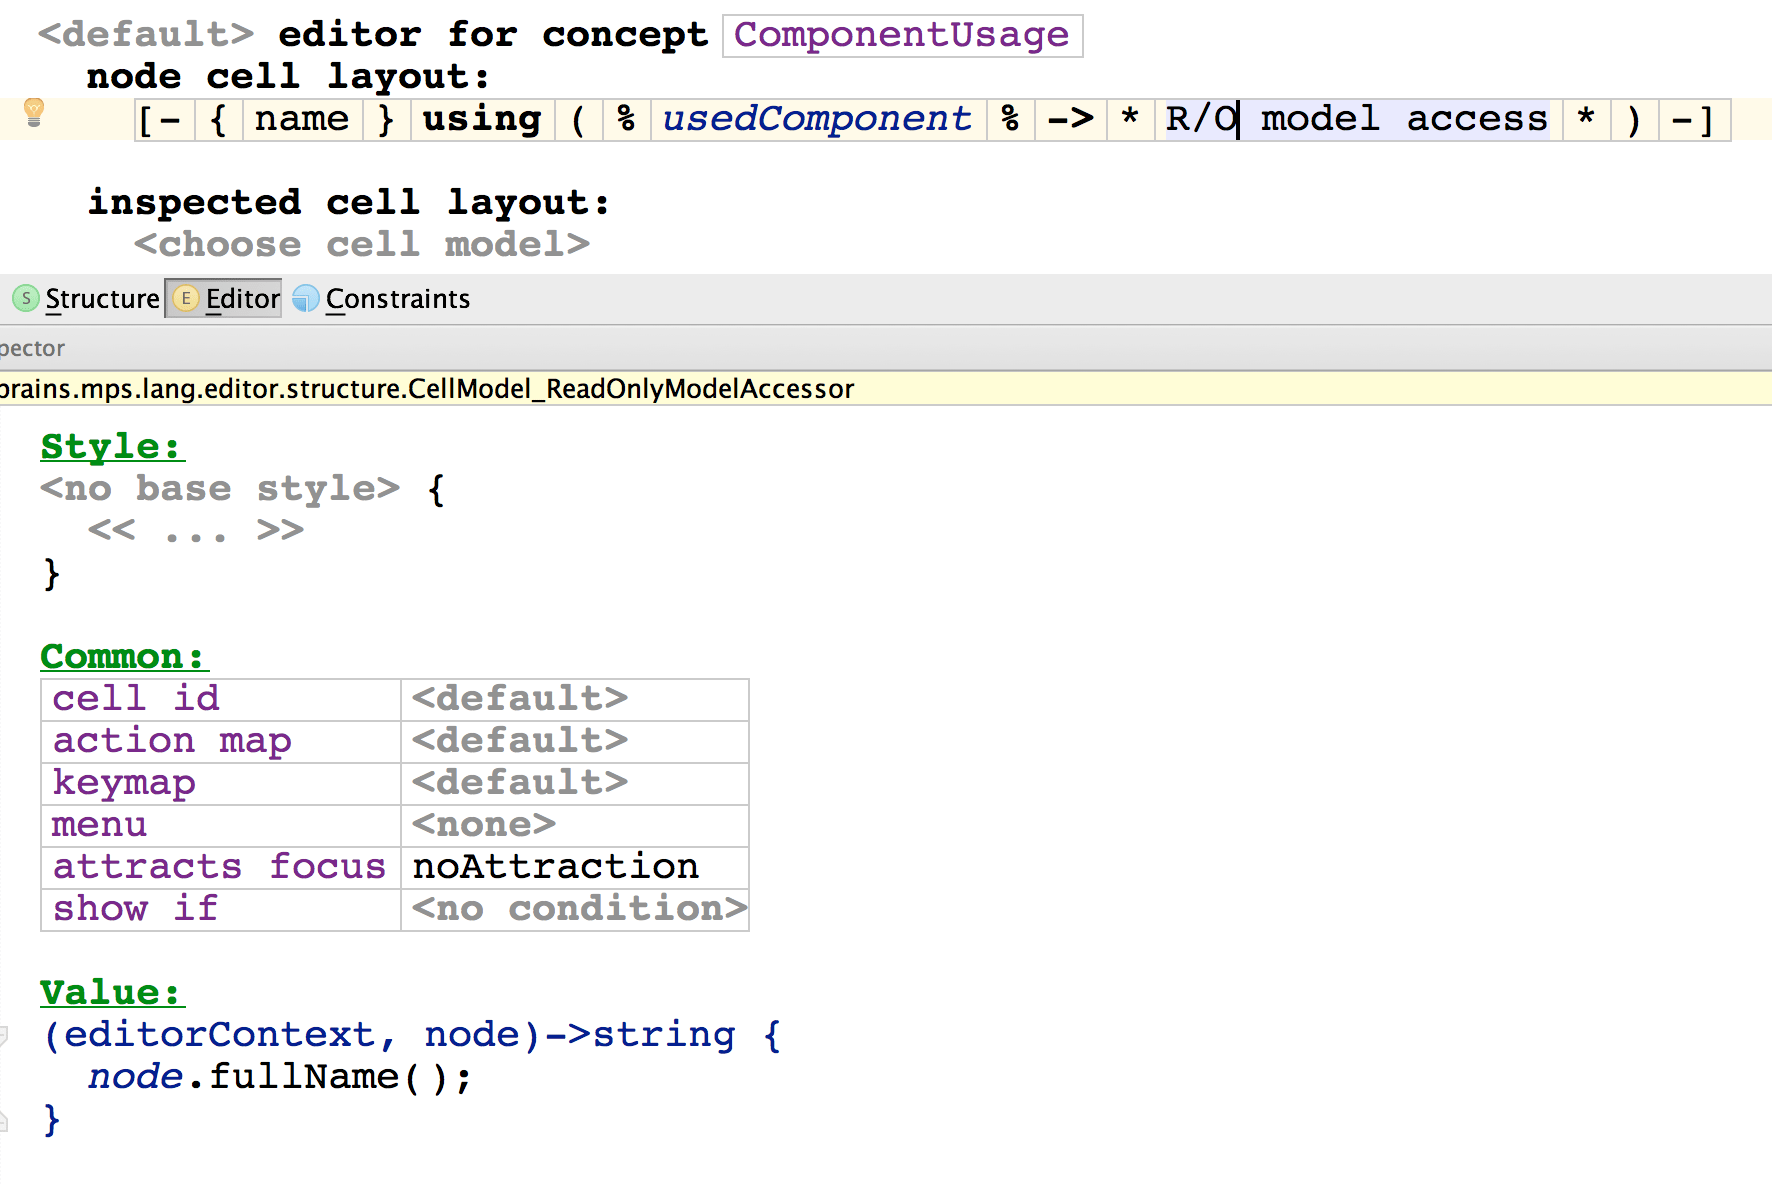 <default> editor for concept ComponentUsage
node cell layout:
[- { name } using ( % usedComponent % -> * R/O model access * ) -]
inspected cell layout:
<choose cell model>
S Structure E Editor Constraints
pector
brains.mps.lang.editor.structure.CellModel_ReadOnlyModelAccessor
Style:
<no base style> {
<< ... >>
}
Common:
cell id <default>
action map <default>
keymap <default>
menu <none>
attracts focus noAttraction
show if <no condition>
Value:
(editorContext, node)->string {
node.fullName();
}